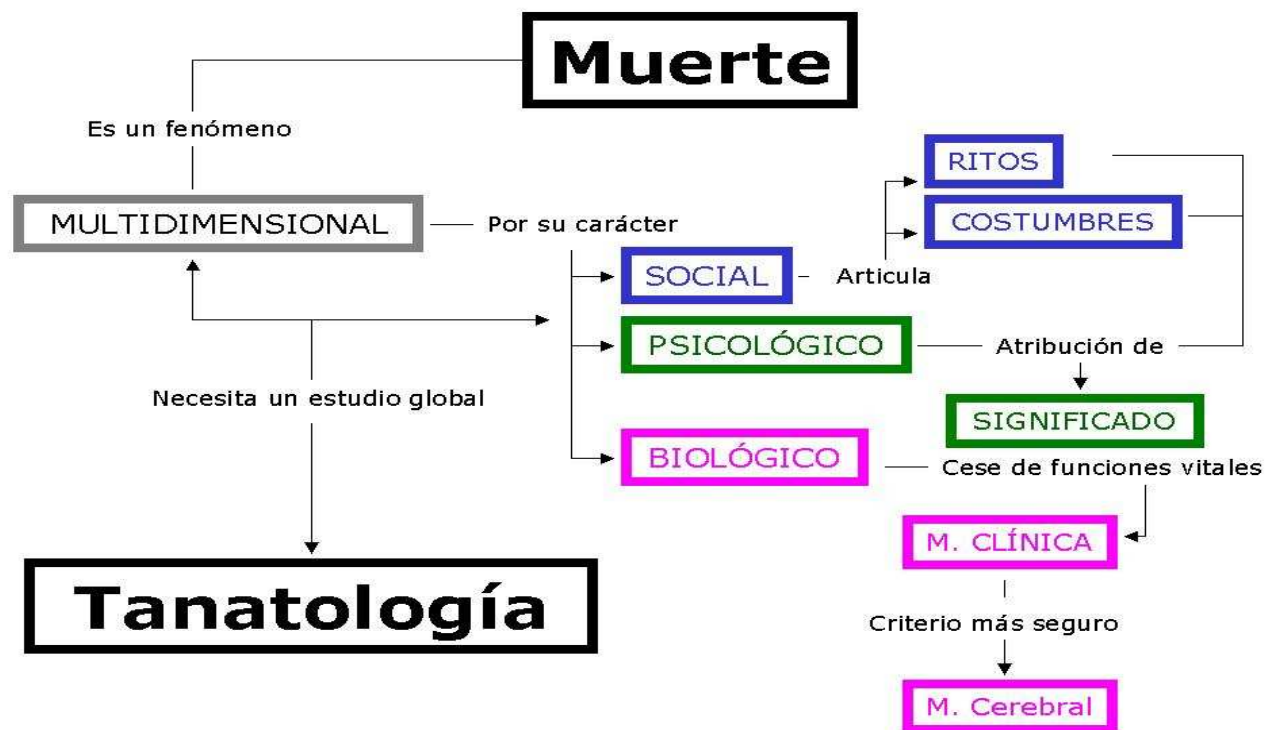 Muerte
Es un fenómeno
MULTIDIMENSIONAL
Por su carácter
SOCIAL
Articula
RITOS
COSTUMBRES
PSICOLÓGICO
Atribución de
SIGNIFICADO
BIOLÓGICO
Cese de funciones vitales
M. CLÍNICA
Criterio más seguro
M. Cerebral
Necesita un estudio global
Tanatología